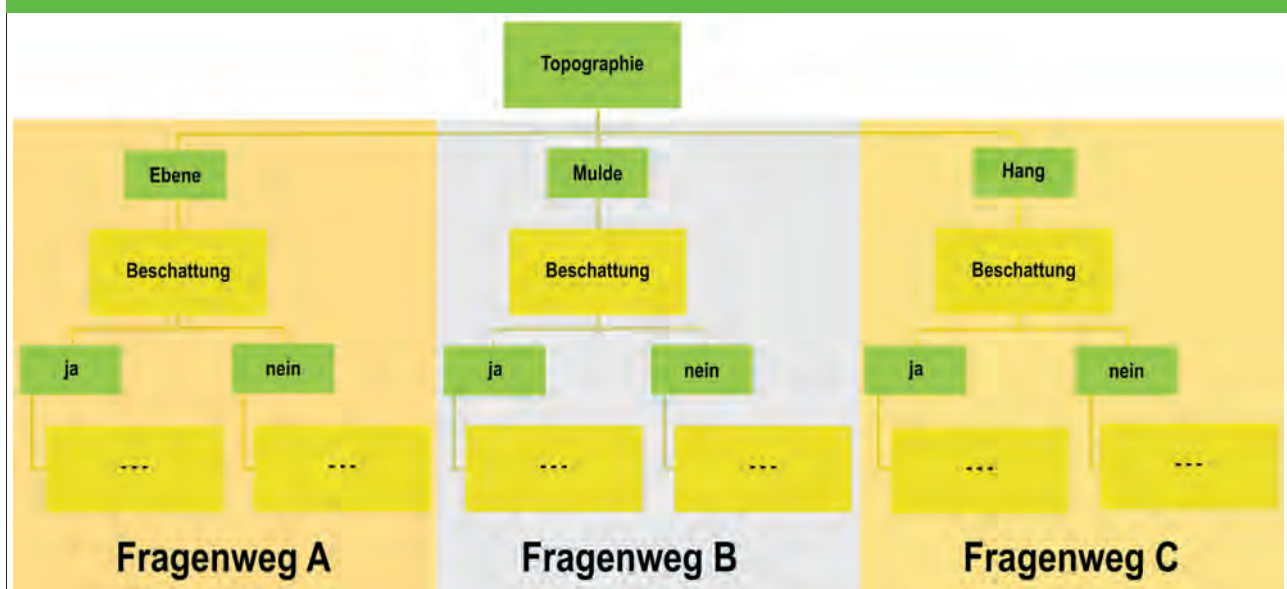 Topographie
Ebene
Mulde
Hang
Beschattung
Beschattung
Beschattung
ja
nein
ja
nein
ja
nein
---
---
---
---
---
---
Fragenweg A
Fragenweg B
Fragenweg C